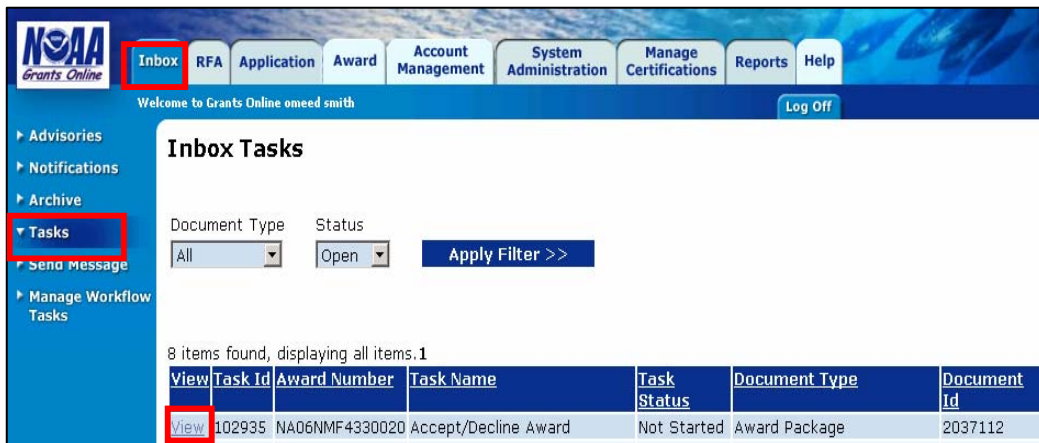 NOAA
Grants Online
Inbox RFA Application Award Account Management System Administration Manage Certifications Reports Help
Welcome to Grants Online omeed smith
Log Off
Advisories
Notifications
Archive
Tasks
Send Message
Manage Workflow
Tasks
Inbox Tasks
Document Type Status
All Open Apply Filter >>
8 items found, displaying all items.1
View Task Id Award Number Task Name Task Status Document Type Document Id
View 102935 NA06NMF4330020 Accept/Decline Award Not Started Award Package 2037112